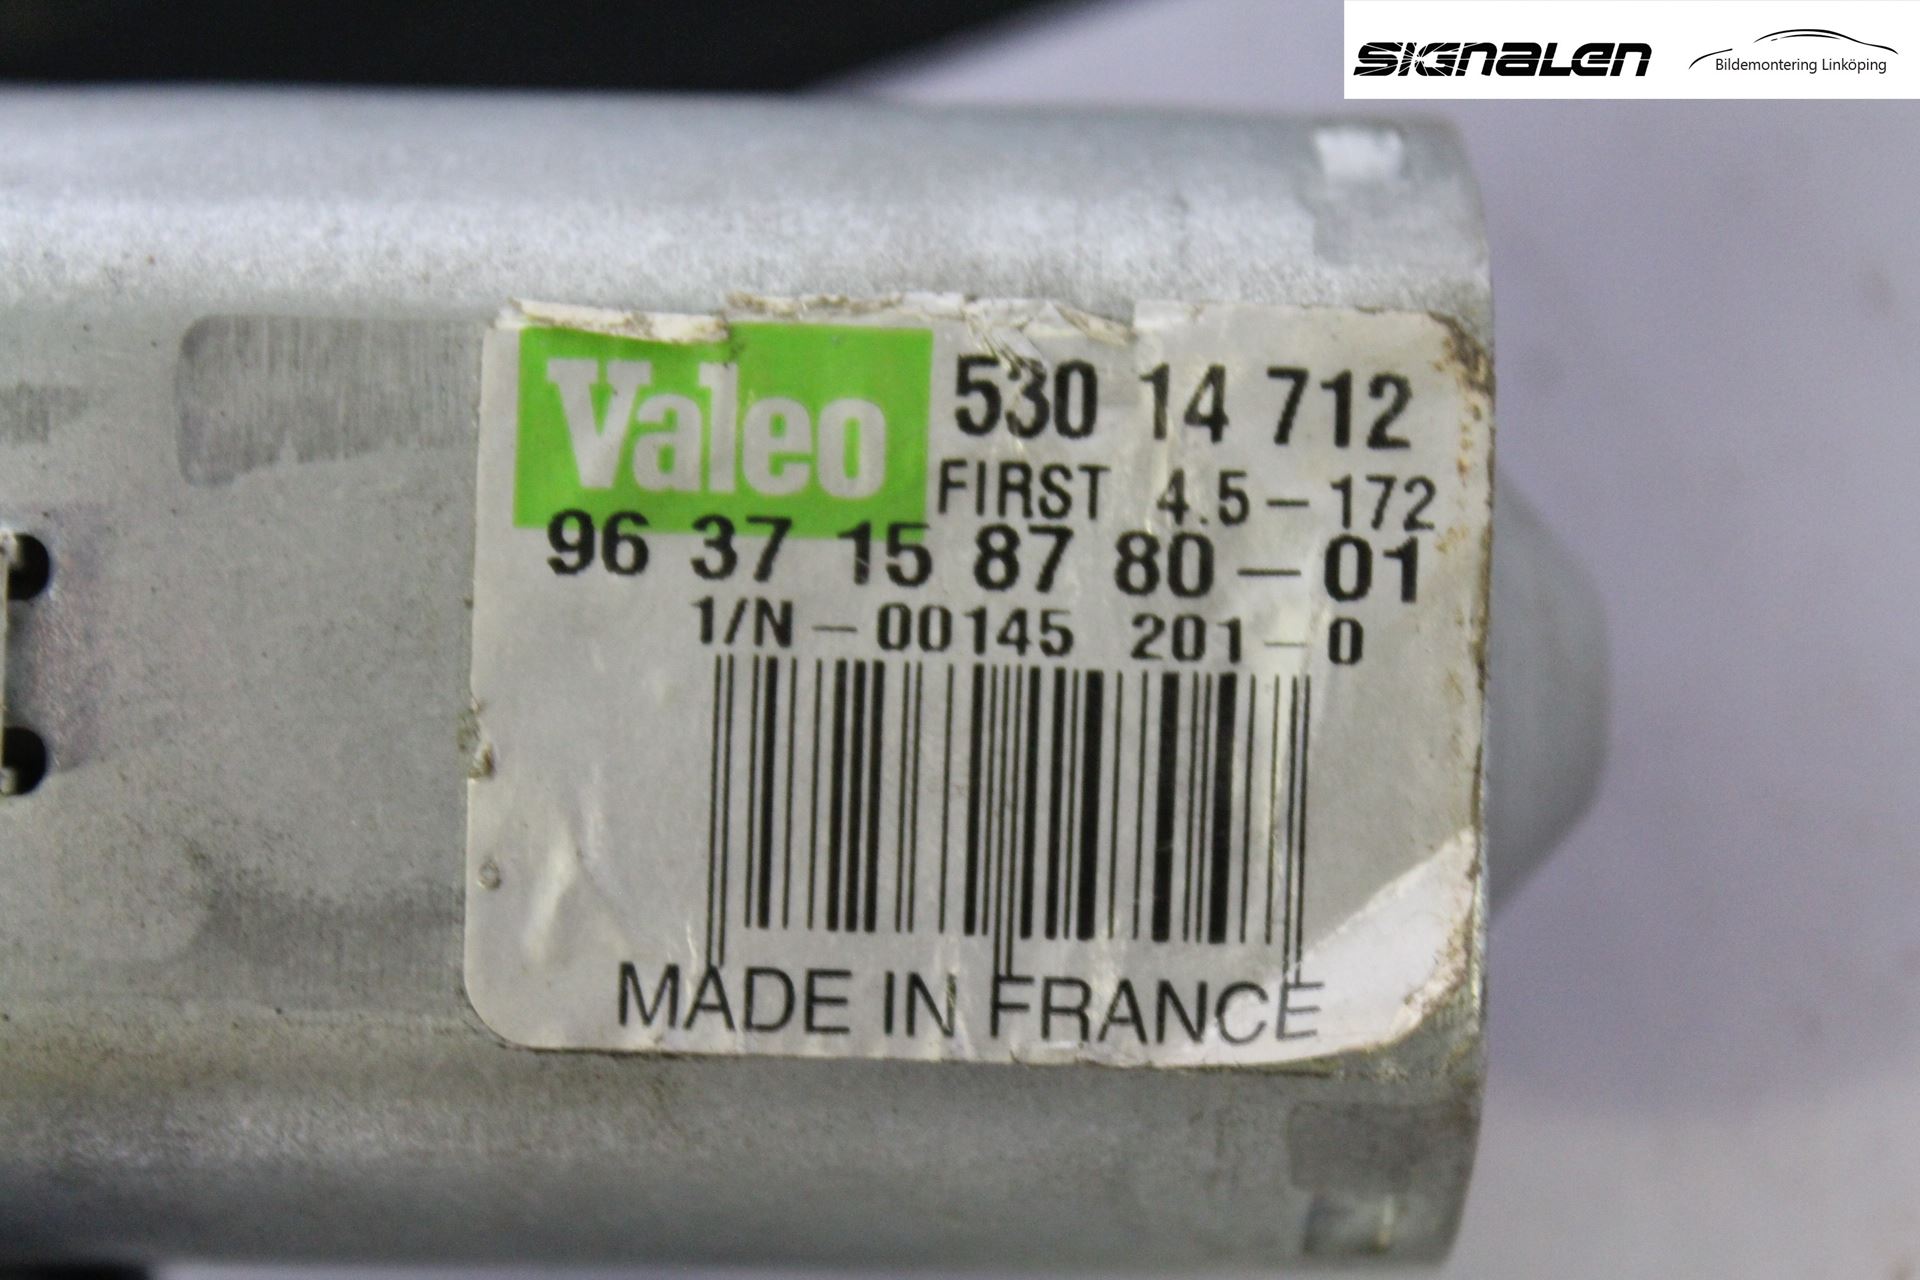 SIGNALEN
Bildemontering Linköping
Valeo
530 14 712
FIRST 4.5-172
96 37 15 87 80-01
1/N-00145 201-0
MADE IN FRANCE